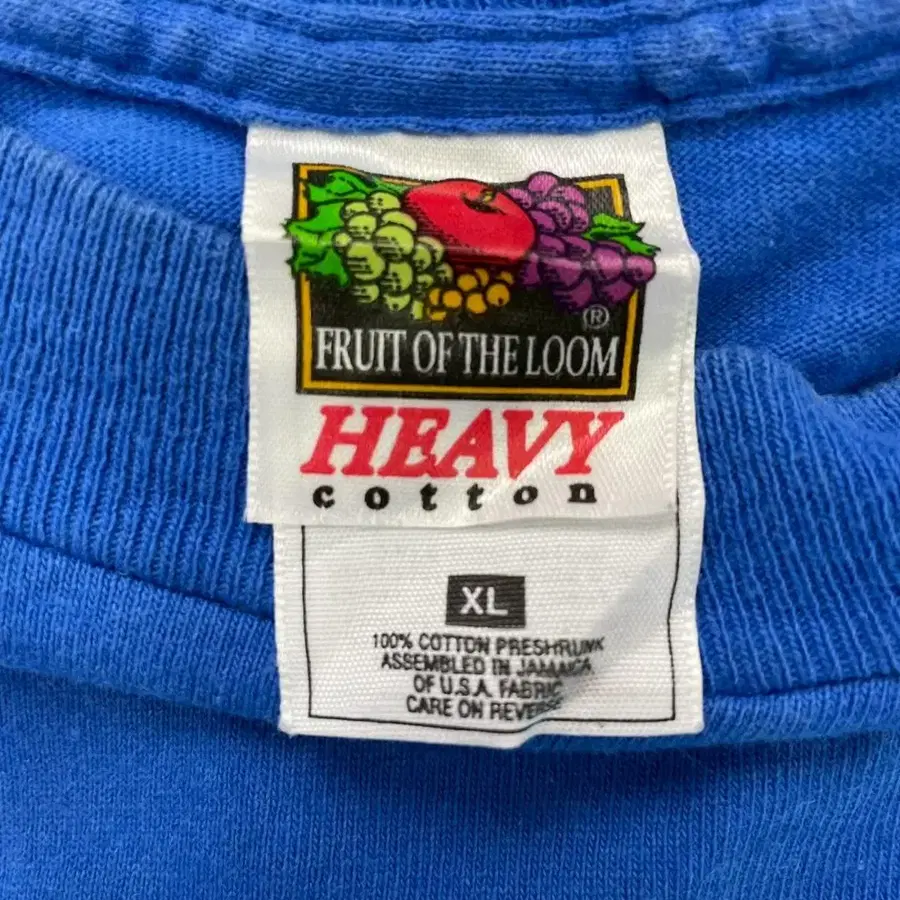 ®
FRUIT OF THE LOOM
HEAVY
cotton
XL
100% COTTON PRESHRUNK
ASSEMBLED IN JAMAICA
OF U.S.A. FABRIC
CARE ON REVERSE